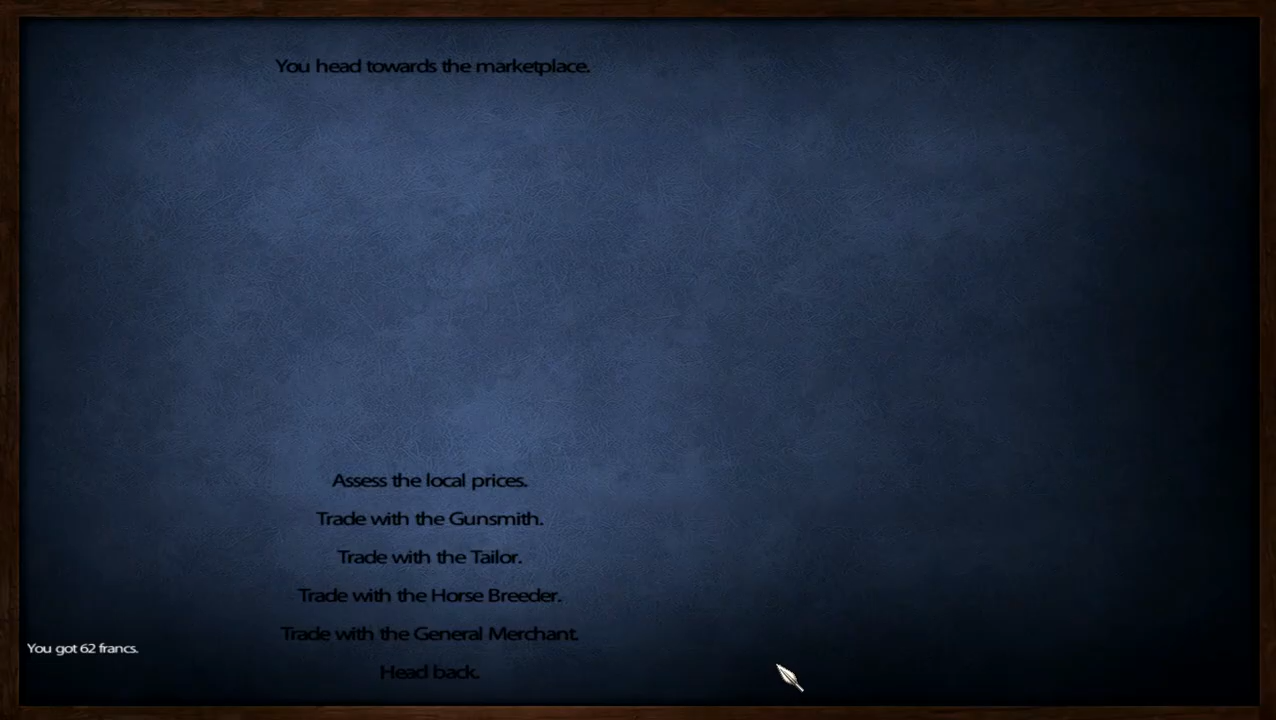 You head towards the marketplace.
Assess the local prices.
Trade with the Gunsmith.
Trade with the Tailor.
Trade with the Horse Breeder.
Trade with the General Merchant.
You got 62 francs.
Head back.